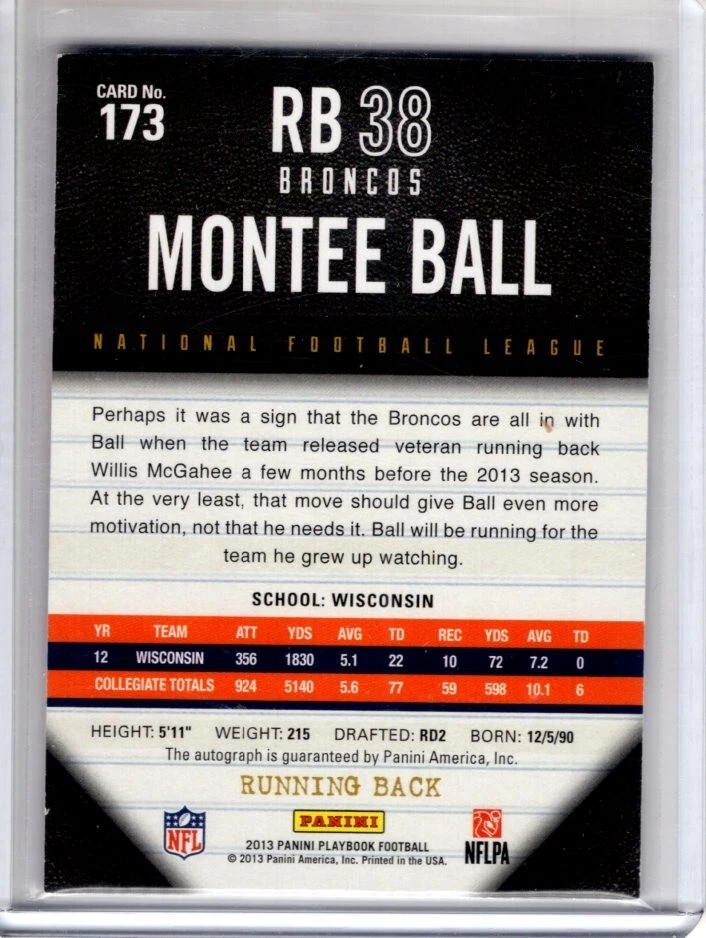 CARD No.
173
RB 38
BRONCOS
MONTEE BALL
NATIONAL FOOTBALL LEAGUE
Perhaps it was a sign that the Broncos are all in with
Ball when the team released veteran running back
Willis McGahee a few months before the 2013 season.
At the very least, that move should give Ball even more
motivation, not that he needs it. Ball will be running for the
team he grew up watching.
SCHOOL: WISCONSIN
YR TEAM ATT YDS AVG TD REC YDS AVG TD
12 WISCONSIN 356 1830 5.1 22 10 72 7.2 0
COLLEGIATE TOTALS 924 5140 5.6 77 59 598 10.1 6
HEIGHT: 5'11" WEIGHT: 215 DRAFTED: RD2 BORN: 12/5/90
The autograph is guaranteed by Panini America, Inc.
RUNNING BACK
NFL
PANINI
NFLPA
2013 PANINI PLAYBOOK FOOTBALL
© 2013 Panini America, Inc. Printed in the USA.